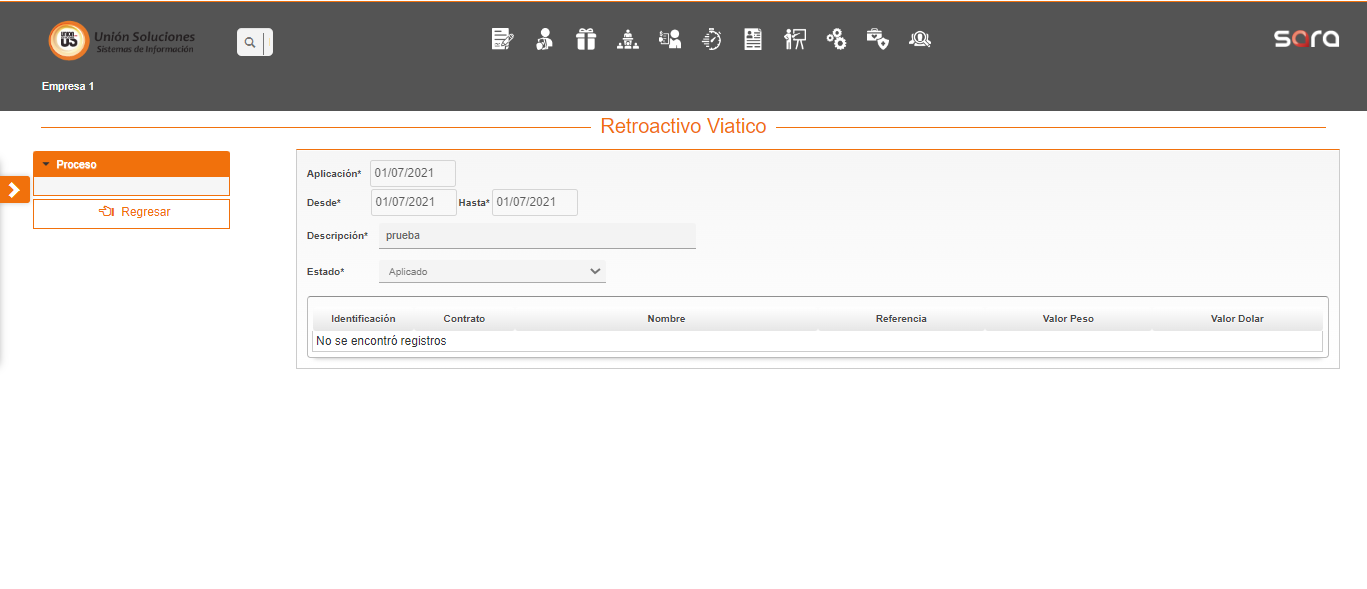 UNION
US
Unión Soluciones
Sistemas de Información
sora
Empresa 1
Retroactivo Viatico
Proceso
Regresar
Aplicación* 01/07/2021
Desde* 01/07/2021 Hasta* 01/07/2021
Descripción* prueba
Estado* Aplicado
Identificación Contrato Nombre Referencia Valor Peso Valor Dolar
No se encontró registros